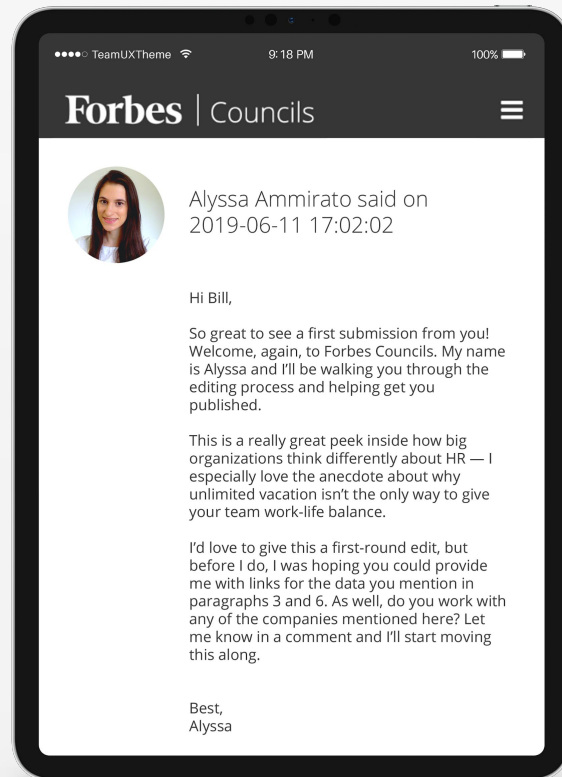 ●●●●○ TeamUXTheme 9:18 PM 100%
Forbes | Councils
Alyssa Ammirato said on
2019-06-11 17:02:02
Hi Bill,
So great to see a first submission from you!
Welcome, again, to Forbes Councils. My name
is Alyssa and I’ll be walking you through the
editing process and helping get you
published.
This is a really great peek inside how big
organizations think differently about HR — I
especially love the anecdote about why
unlimited vacation isn’t the only way to give
your team work-life balance.
I’d love to give this a first-round edit, but
before I do, I was hoping you could provide
me with links for the data you mention in
paragraphs 3 and 6. As well, do you work with
any of the companies mentioned here? Let
me know in a comment and I’ll start moving
this along.
Best,
Alyssa